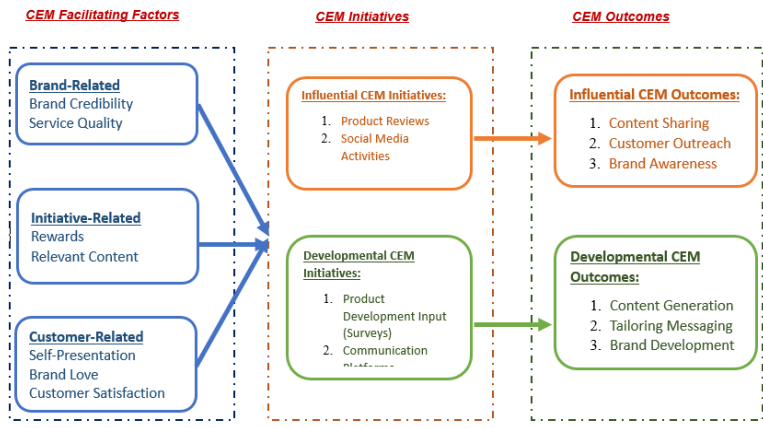 CEM Facilitating Factors
CEM Initiatives
CEM Outcomes
Brand-Related
Brand Credibility
Service Quality
Initiative-Related
Rewards
Relevant Content
Customer-Related
Self-Presentation
Brand Love
Customer Satisfaction
Influential CEM Initiatives:
1. Product Reviews
2. Social Media
Activities
Developmental CEM
Initiatives:
1. Product
Development Input
(Surveys)
2. Communication
Influential CEM Outcomes:
1. Content Sharing
2. Customer Outreach
3. Brand Awareness
Developmental CEM
Outcomes:
1. Content Generation
2. Tailoring Messaging
3. Brand Development